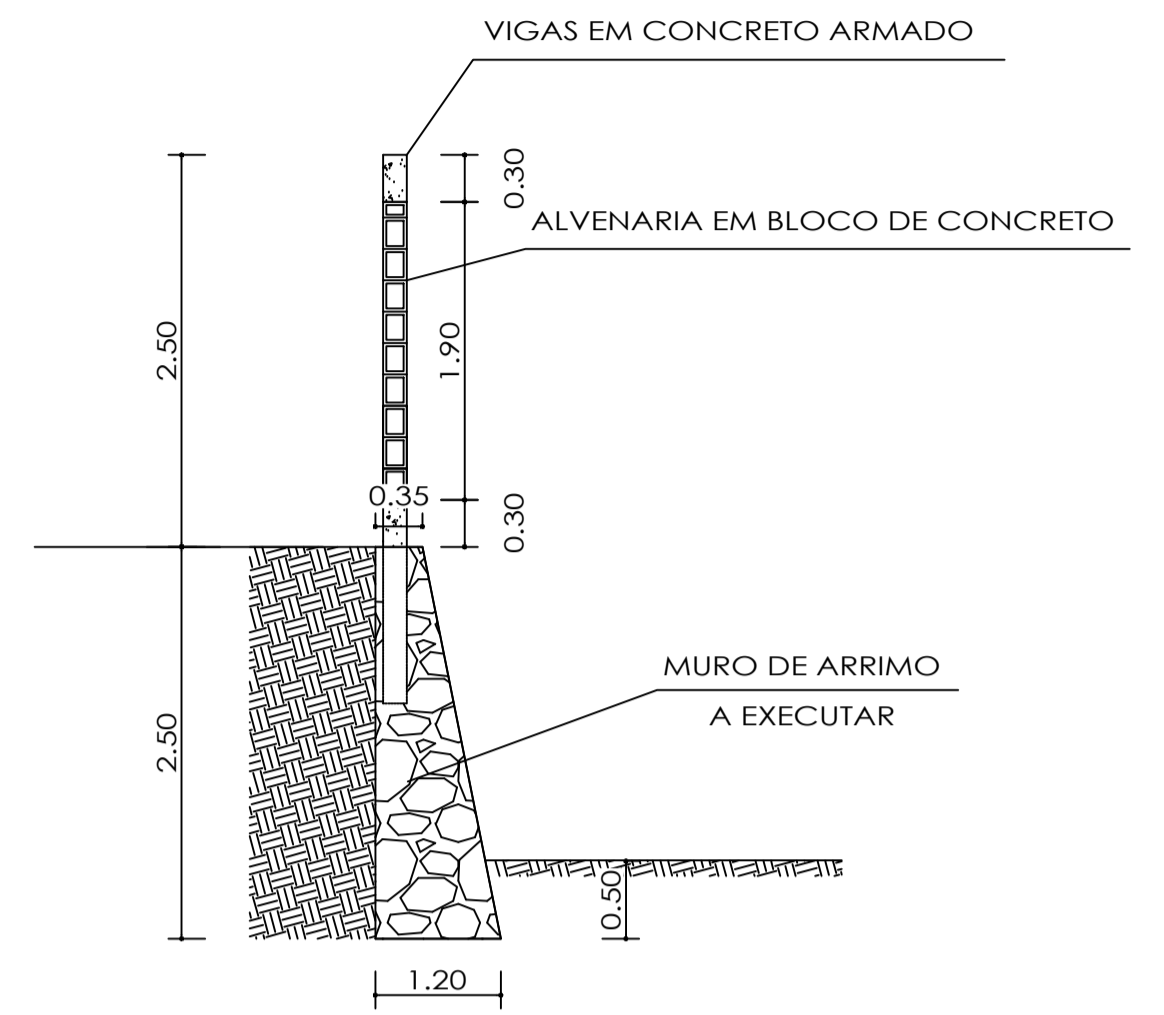 VIGAS EM CONCRETO ARMADO
0.30
ALVENARIA EM BLOCO DE CONCRETO
2.50
1.90
0.35
0.30
MURO DE ARRIMO
A EXECUTAR
2.50
0.50
1.20